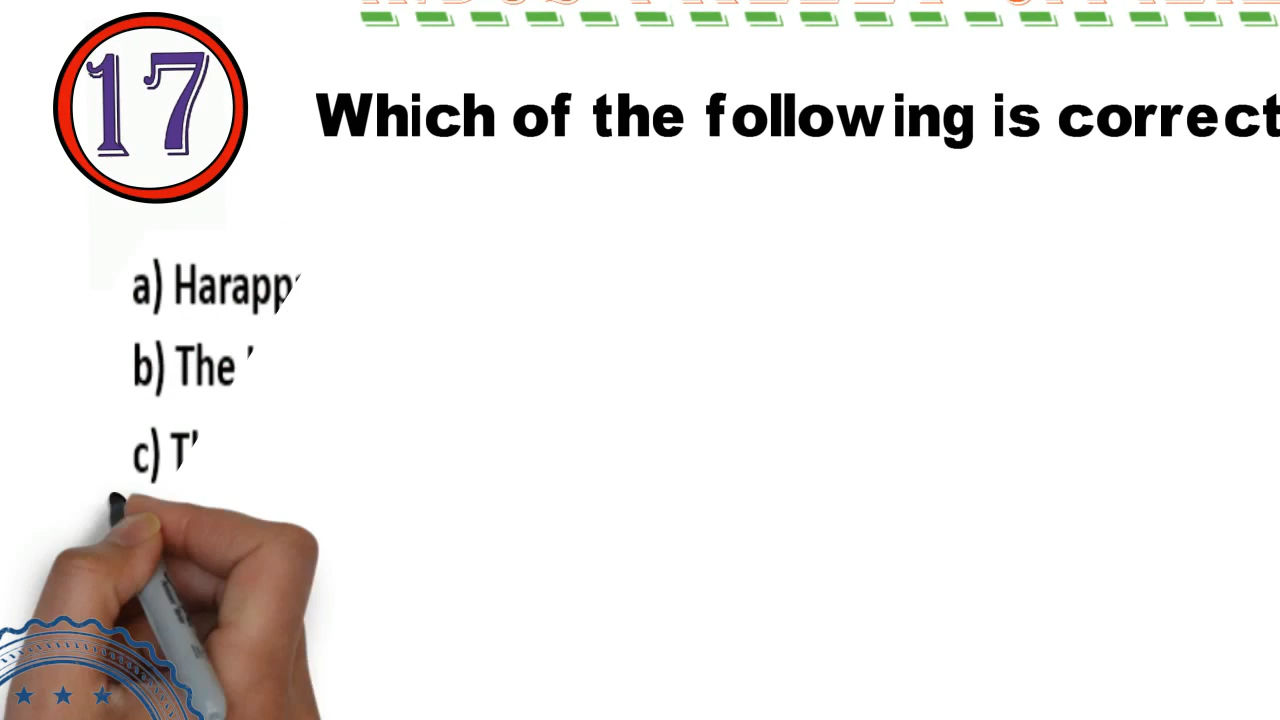 17
Which of the following is correct
a) Harapp
b) The
c)